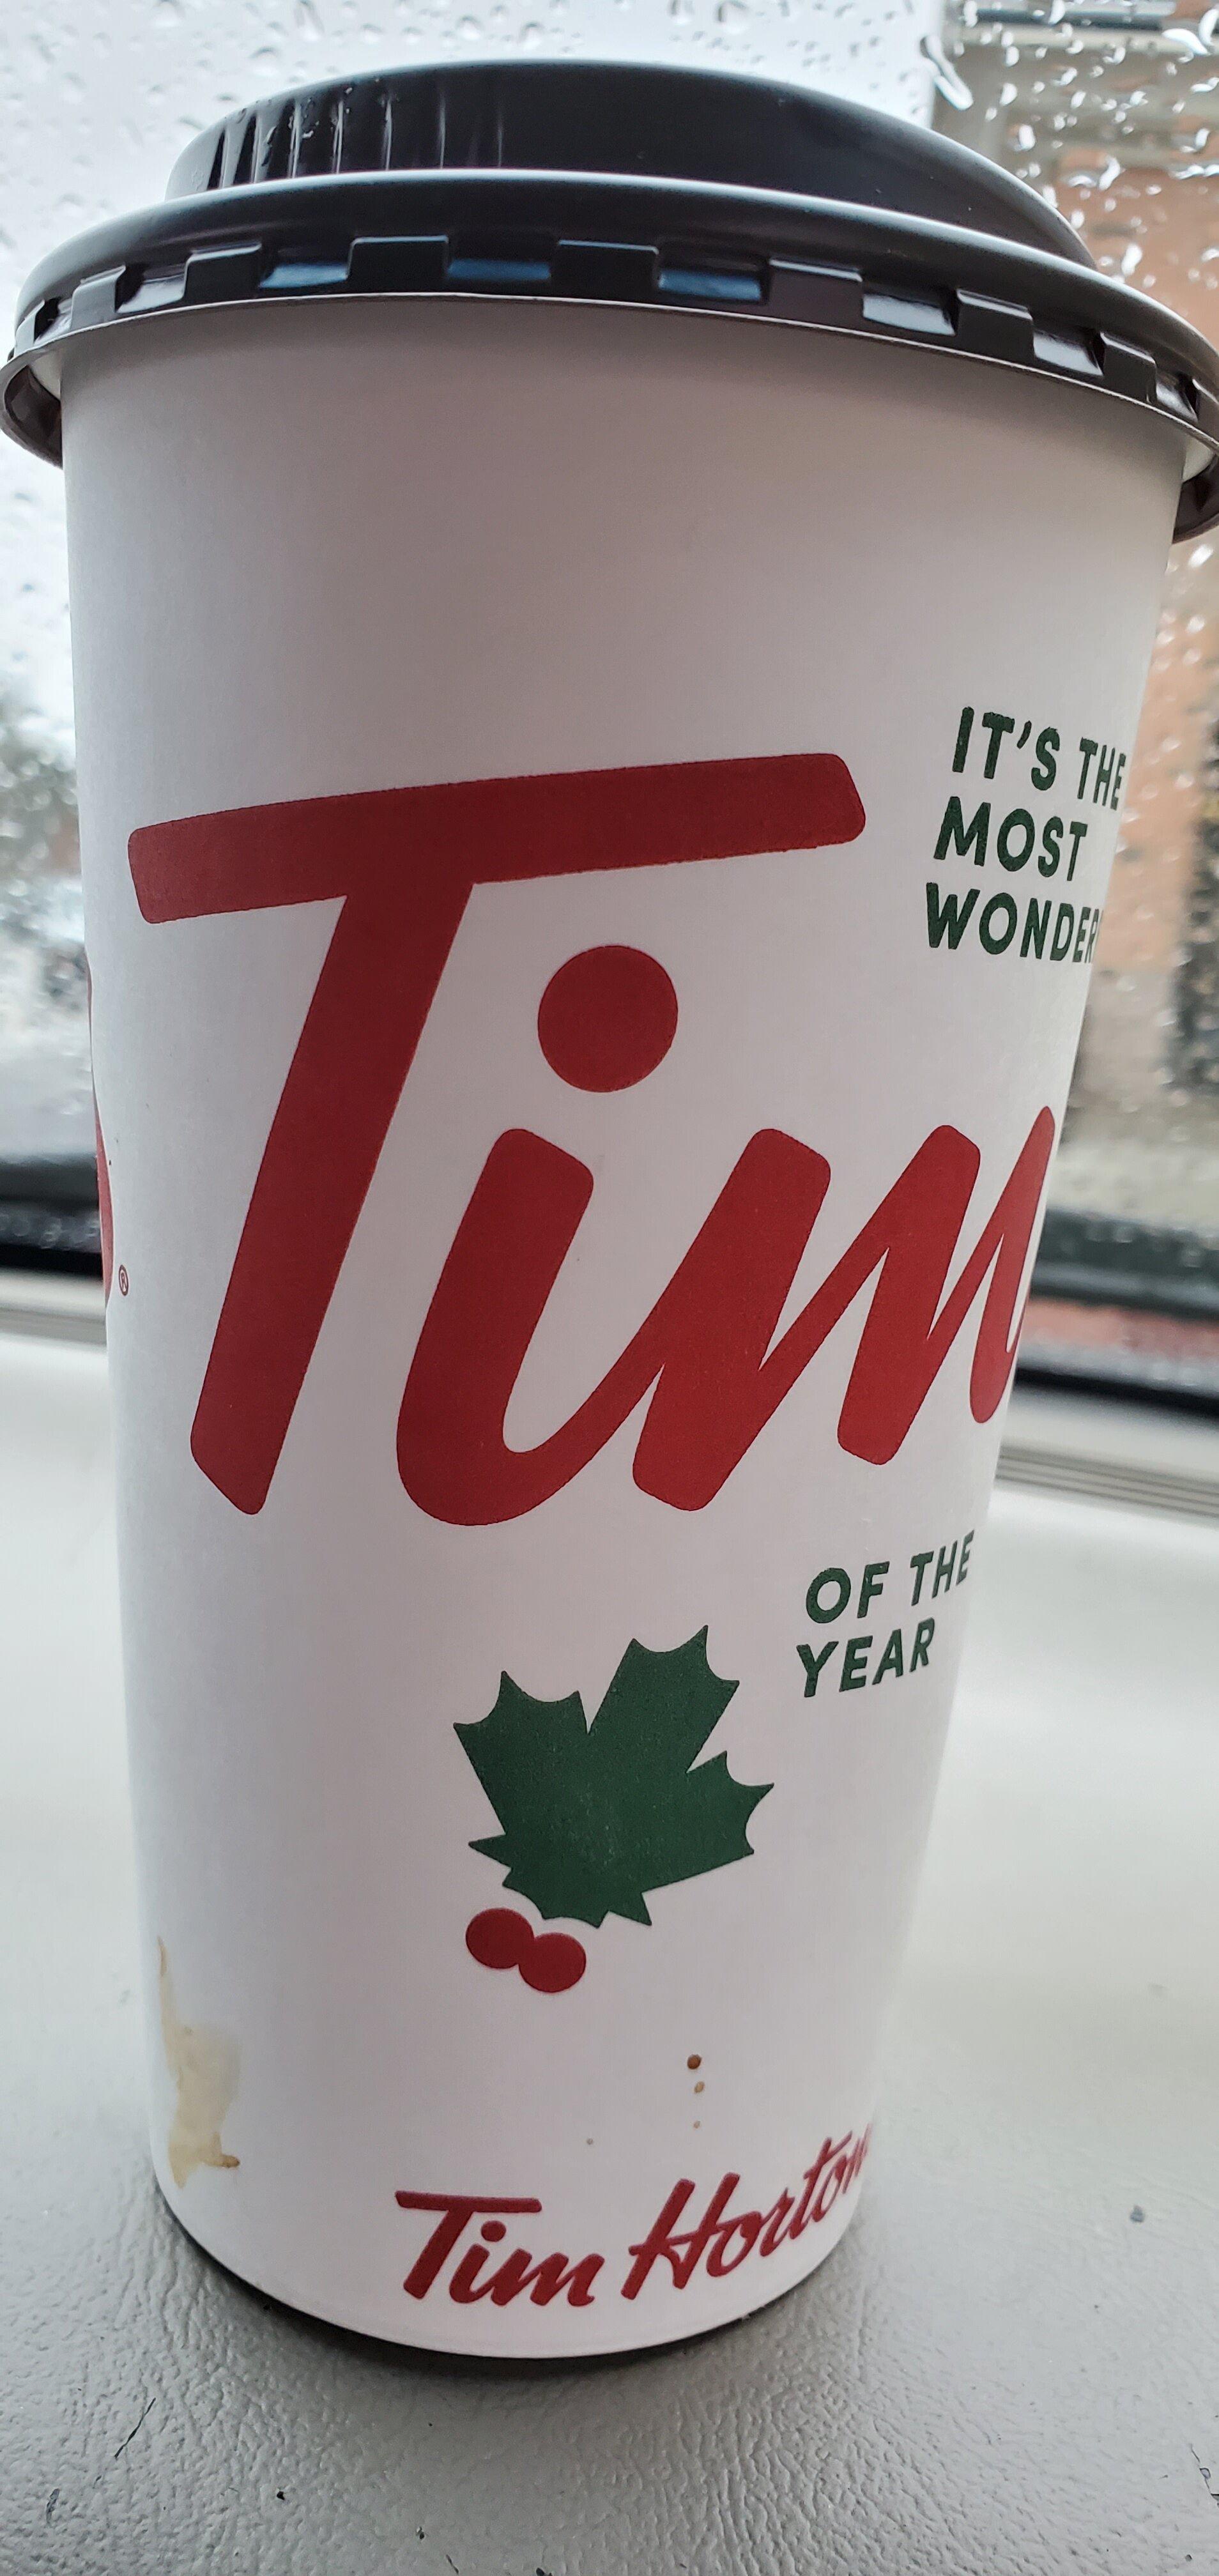 IT'S THE
MOST
WONDER
Tim
®
OF THE
YEAR
Tim Horton